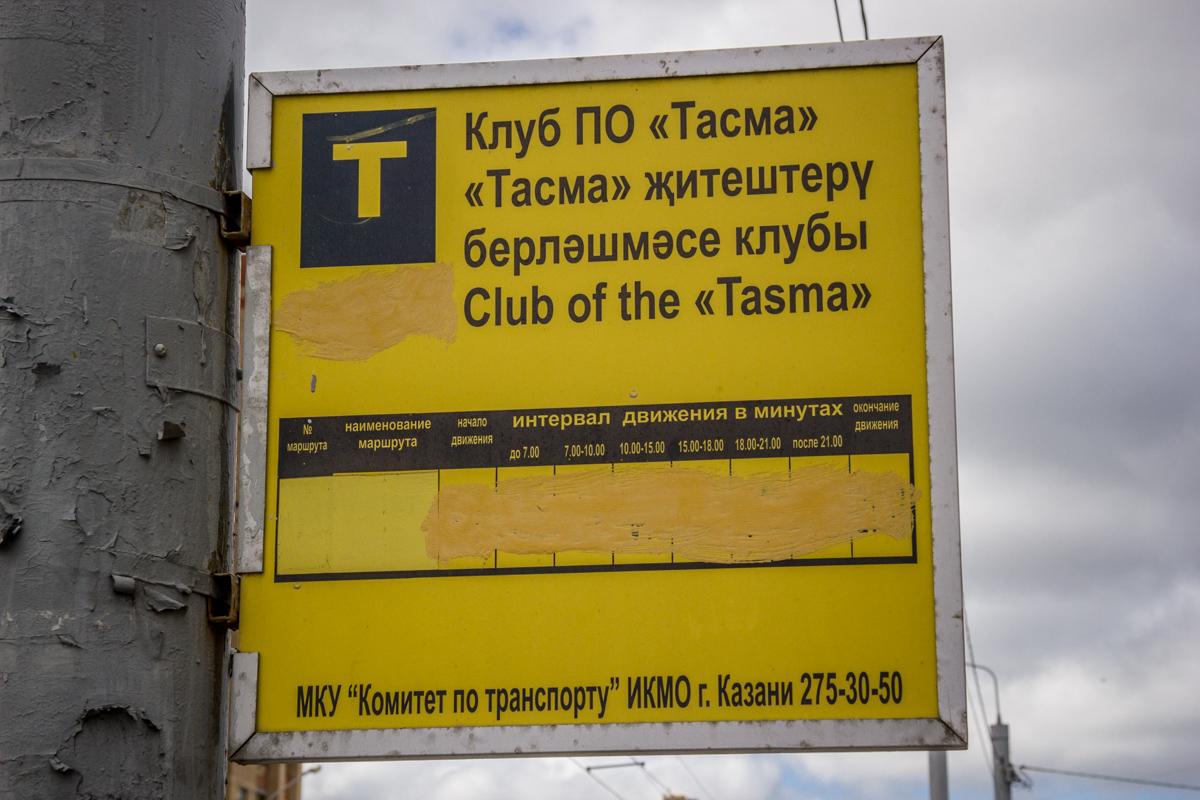 Т
Клуб ПО «Тасма»
«Тасма» җитештерү
берләшмәсе клубы
Club of the «Tasma»
№ маршрута
наименование маршрута
начало движения
интервал движения в минутах
до 7.00 7.00-10.00 10.00-15.00 15.00-18.00 18.00-21.00 после 21.00
окончание движения
МКУ “Комитет по транспорту” ИКМО г. Казани 275-30-50